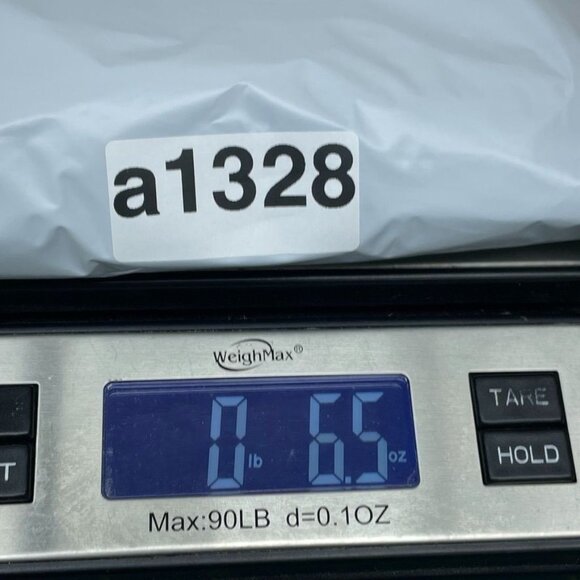 a1328
WeighMax®
0 lb 6.5 oz
TARE
T
HOLD
Max:90LB d=0.1OZ